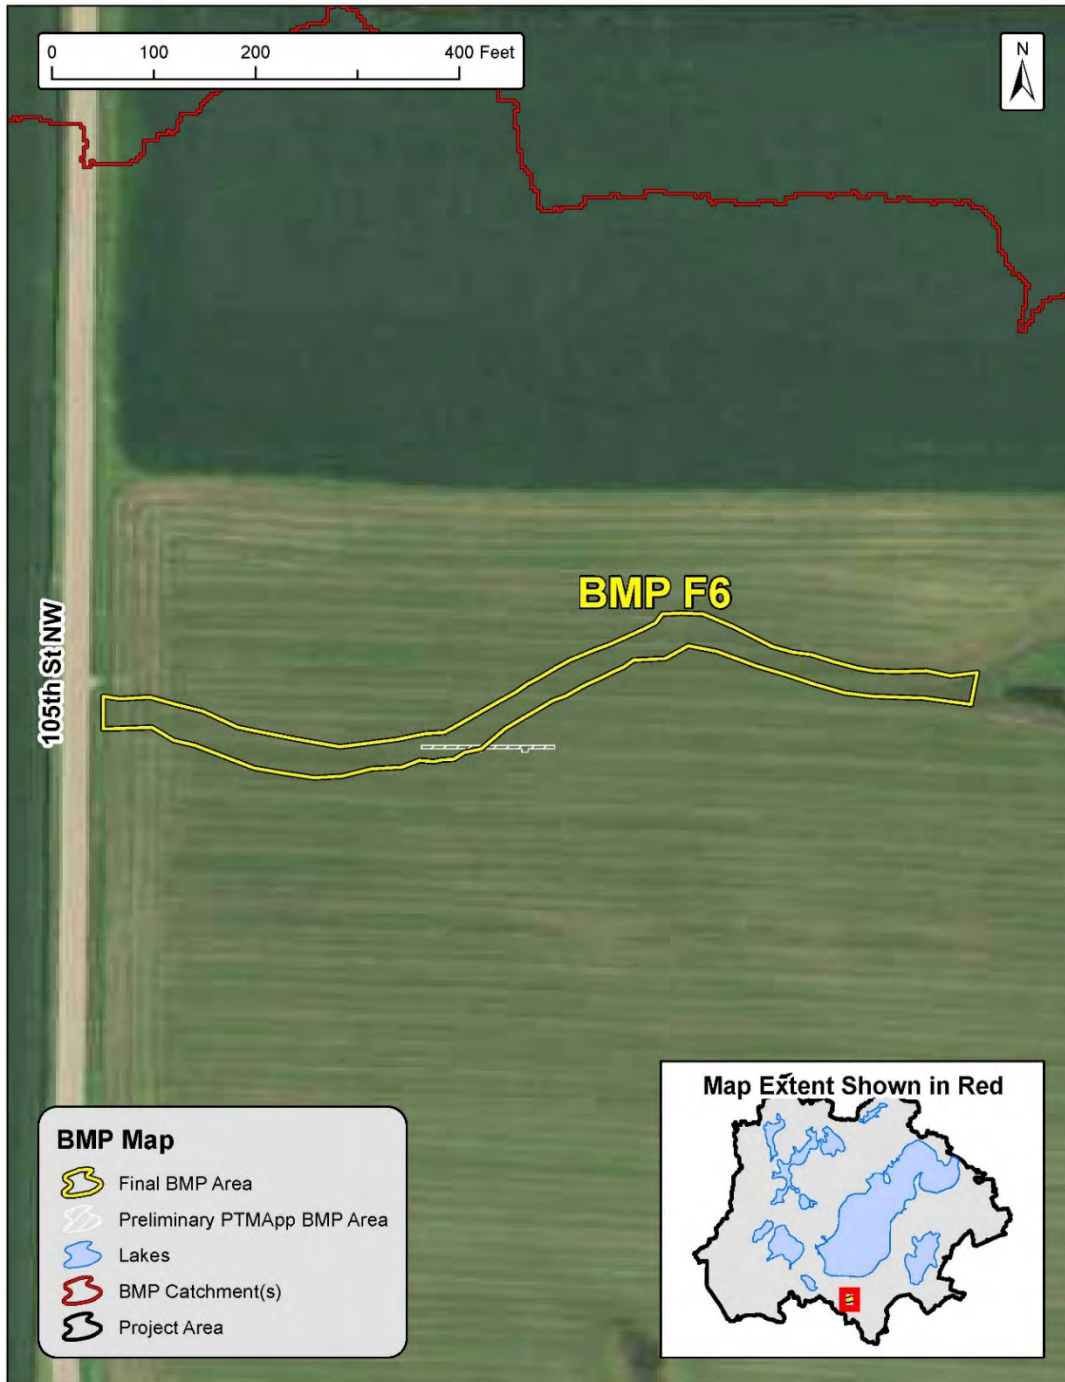 0 100 200 400 Feet
N
BMP F6
105th St NW
Map Extent Shown in Red
BMP Map
Final BMP Area
Preliminary PTMApp BMP Area
Lakes
BMP Catchment(s)
Project Area